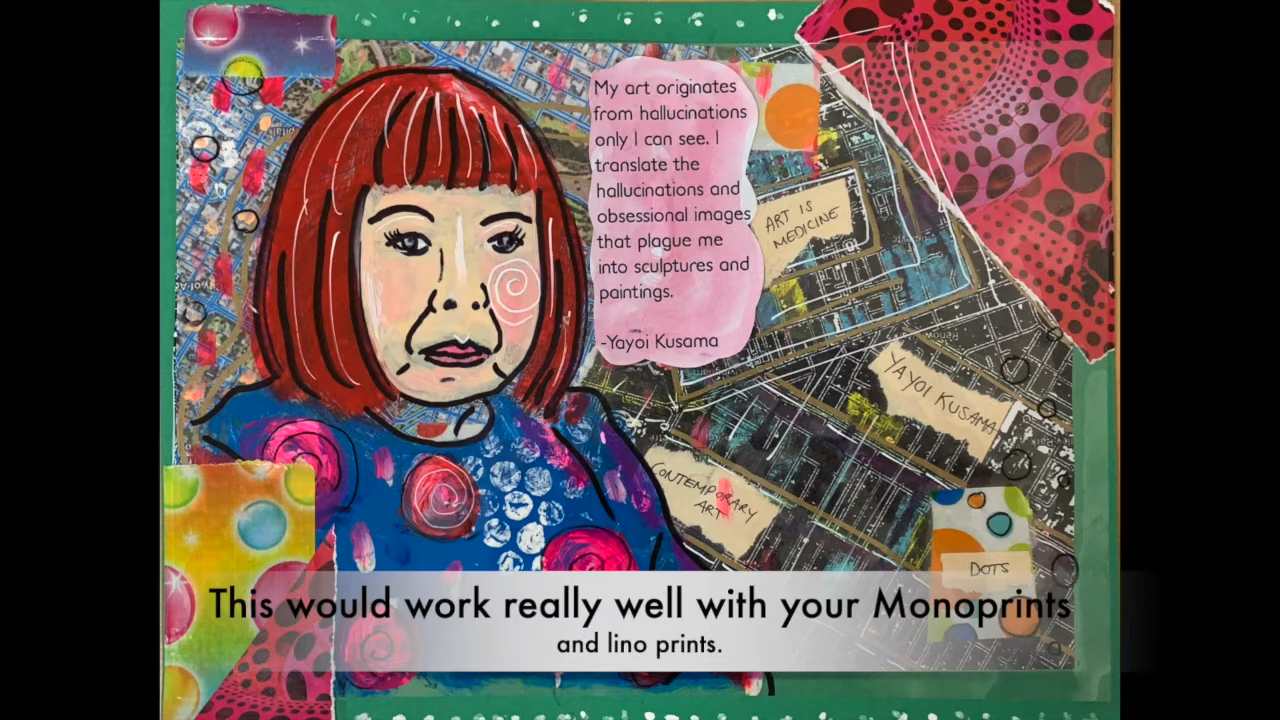 My art originates
from hallucinations
only I can see. I
translate the
hallucinations and
obsessional images
that plague me
into sculptures and
paintings.
-Yayoi Kusama
ART IS
MEDICINE
YAYOI KUSAMA
CONTEMPORARY
ART
DOTS
This would work really well with your Monoprints
and lino prints.